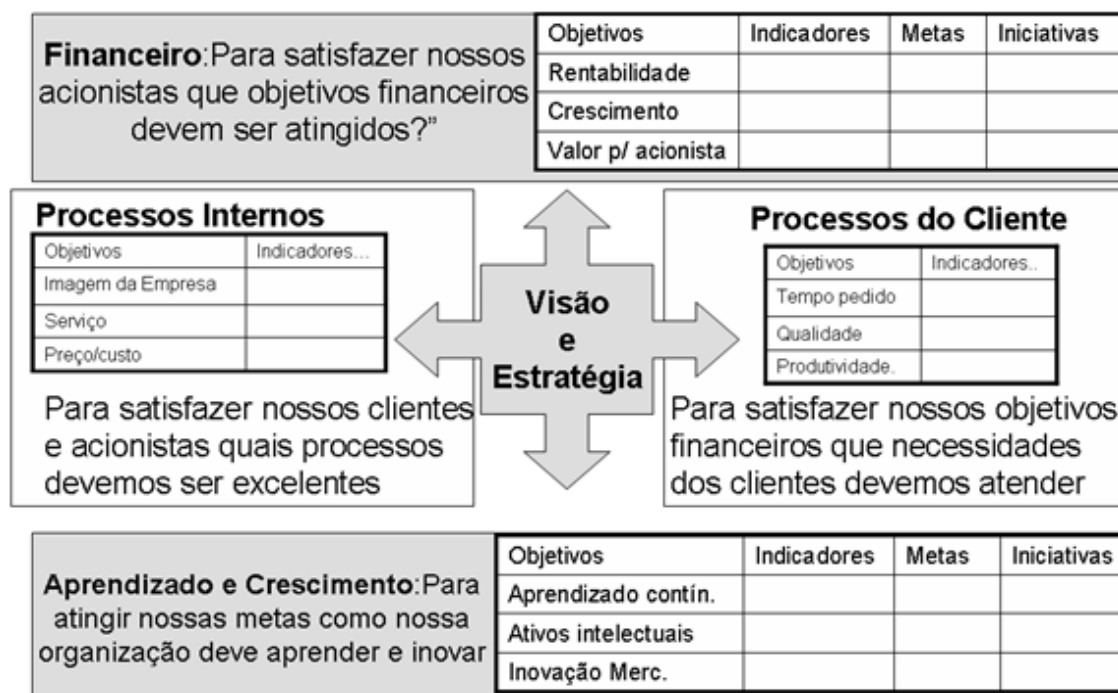 Financeiro:Para satisfazer nossos
acionistas que objetivos financeiros
devem ser atingidos?”
Objetivos Indicadores Metas Iniciativas
Rentabilidade
Crescimento
Valor p/ acionista
Processos Internos
Objetivos Indicadores...
Imagem da Empresa
Serviço
Preço/custo
Para satisfazer nossos clientes
e acionistas quais processos
devemos ser excelentes
Visão
e
Estratégia
Processos do Cliente
Objetivos Indicadores..
Tempo pedido
Qualidade
Produtividade.
Para satisfazer nossos objetivos
financeiros que necessidades
dos clientes devemos atender
Aprendizado e Crescimento:Para
atingir nossas metas como nossa
organização deve aprender e inovar
Objetivos Indicadores Metas Iniciativas
Aprendizado contín.
Ativos intelectuais
Inovação Merc.